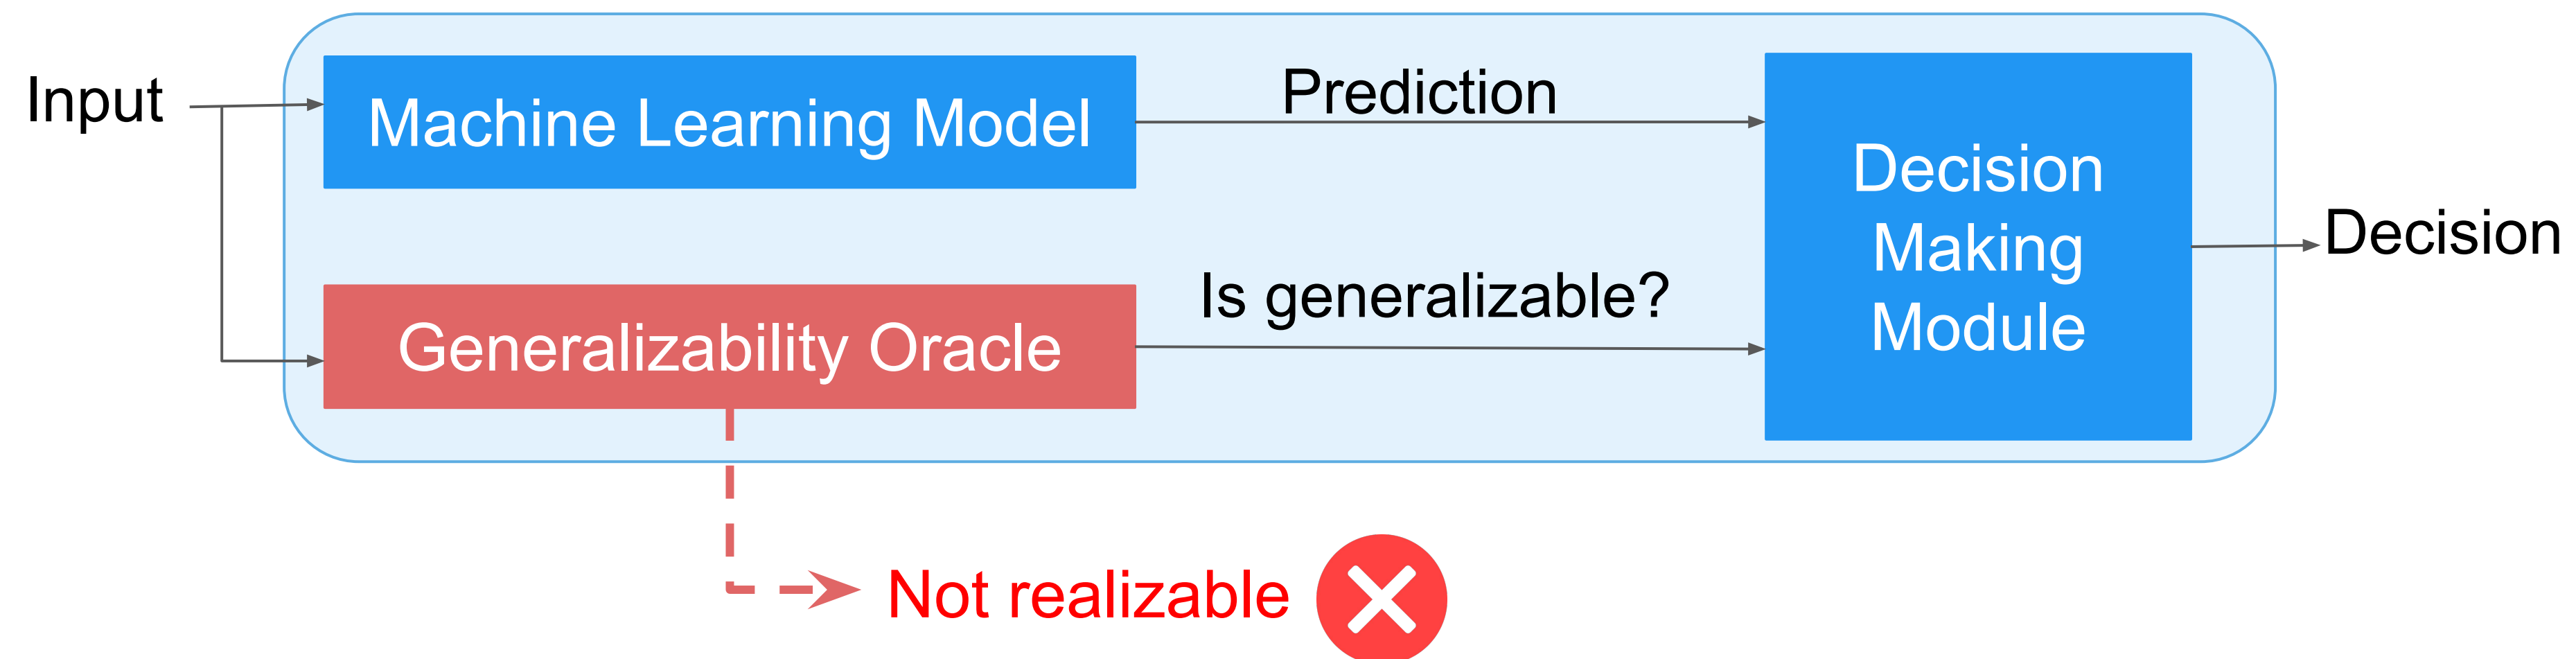 Input
Machine Learning Model
Prediction
Generalizability Oracle
Is generalizable?
Decision
Making
Module
Decision
Not realizable